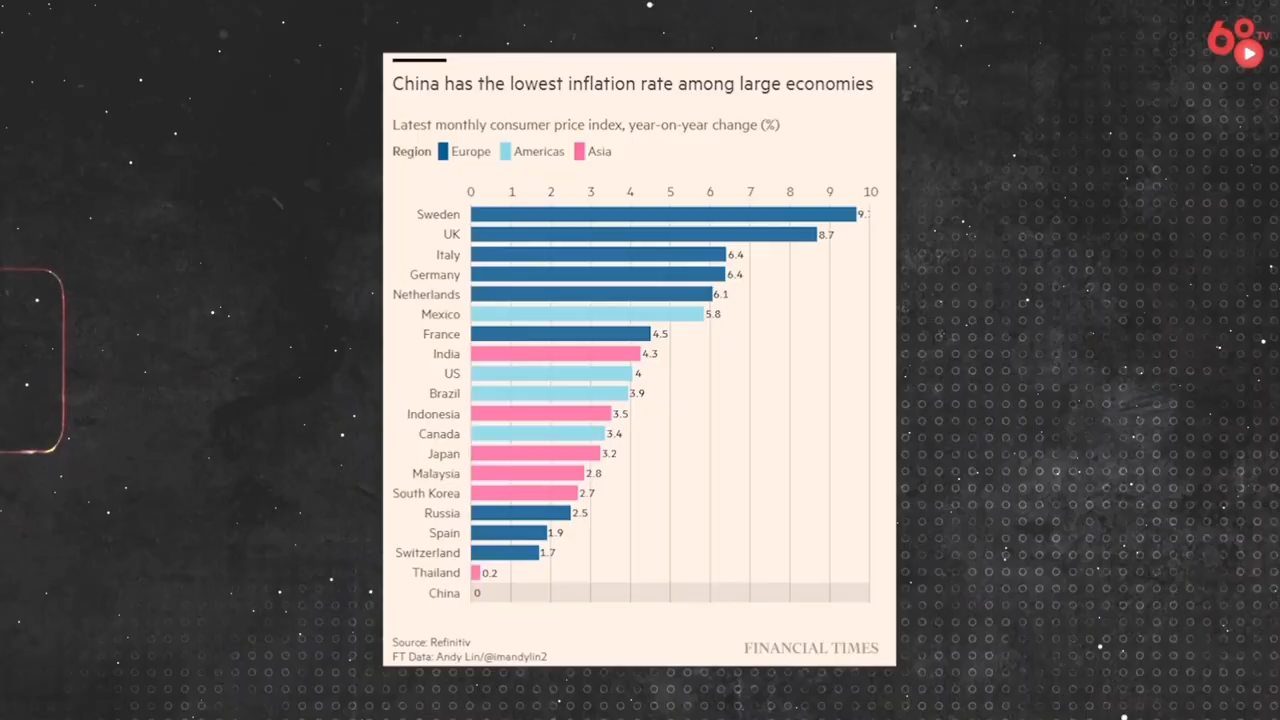 60 TV
China has the lowest inflation rate among large economies
Latest monthly consumer price index, year-on-year change (%)
Region Europe Americas Asia
0 1 2 3 4 5 6 7 8 9 10
Sweden
UK 8.7
Italy 6.4
Germany 6.4
Netherlands 6.1
Mexico 5.8
France 4.5
India 4.3
US 4
Brazil 3.9
Indonesia 3.5
Canada 3.4
Japan 3.2
Malaysia 2.8
South Korea 2.7
Russia 2.5
Spain 1.9
Switzerland 1.7
Thailand 0.2
China 0
Source: Refinitiv
FT Data: Andy Lin/@imandylin2
FINANCIAL TIMES